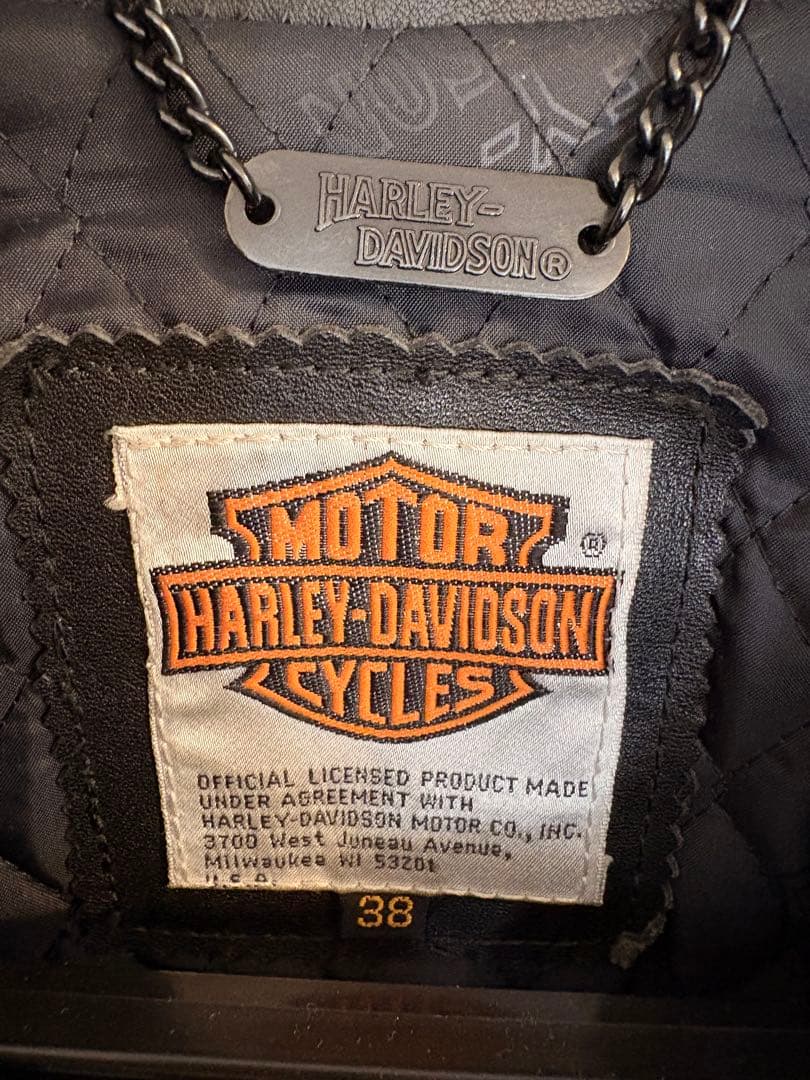 HARLEY-
DAVIDSON®
MOTOR
®
HARLEY-DAVIDSON
CYCLES
OFFICIAL LICENSED PRODUCT MADE
UNDER AGREEMENT WITH
HARLEY-DAVIDSON MOTOR CO., INC.
3700 West Juneau Avenue,
Milwaukee WI 53201
U.S.A.
38